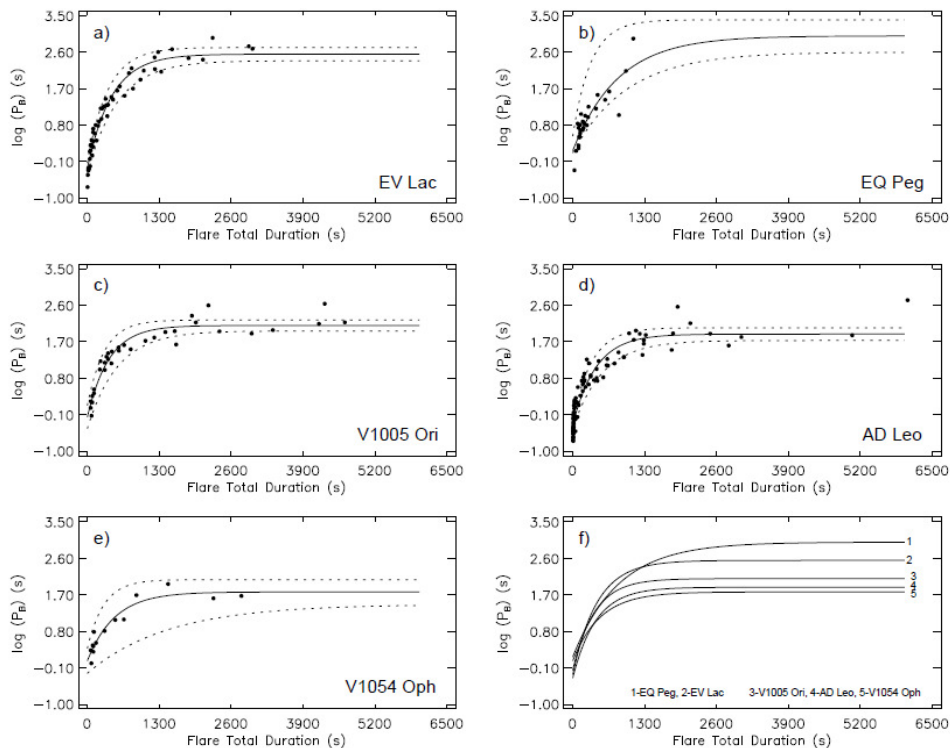 a)
log (P_B) (s)
3.50
2.60
1.70
0.80
−0.10
−1.00
EV Lac
0 1300 2600 3900 5200 6500
Flare Total Duration (s)
b)
log (P_B) (s)
3.50
2.60
1.70
0.80
−0.10
−1.00
EQ Peg
0 1300 2600 3900 5200 6500
Flare Total Duration (s)
c)
log (P_B) (s)
3.50
2.60
1.70
0.80
−0.10
−1.00
V1005 Ori
0 1300 2600 3900 5200 6500
Flare Total Duration (s)
d)
log (P_B) (s)
3.50
2.60
1.70
0.80
−0.10
−1.00
AD Leo
0 1300 2600 3900 5200 6500
Flare Total Duration (s)
e)
log (P_B) (s)
3.50
2.60
1.70
0.80
−0.10
−1.00
V1054 Oph
0 1300 2600 3900 5200 6500
Flare Total Duration (s)
f)
log (P_B) (s)
3.50
2.60
1.70
0.80
−0.10
−1.00
1
2
3
4
5
1-EQ Peg, 2-EV Lac 3-V1005 Ori, 4-AD Leo, 5-V1054 Oph
0 1300 2600 3900 5200 6500
Flare Total Duration (s)